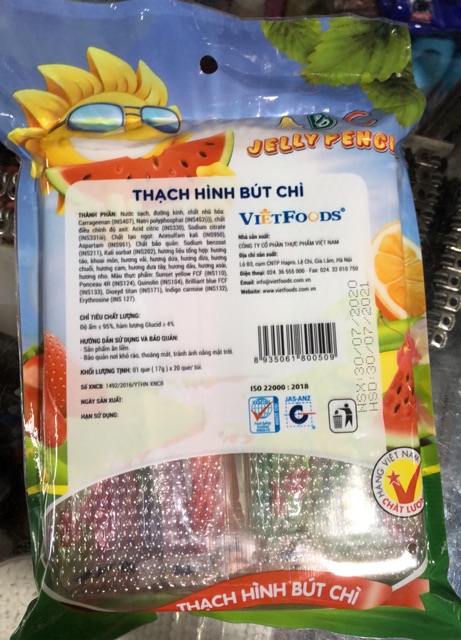 ABC
JELLY PENCI
THẠCH HÌNH BÚT CHÌ
THÀNH PHẦN: Nước sạch, đường kính, chất nhũ hóa:
Carrageenan (INS407), Natri polyphosphat (INS452(i)), chất
điều chỉnh độ axit: Acid citric (INS330), Sodium citrate
(INS331iii). Chất tạo ngọt: Acesulfam kali (INS950),
Aspartam (INS951). Chất bảo quản: Sodium benzoat
(INS211), Kali sorbat (INS202), hương liệu tổng hợp: hương
táo, khoai môn, hương vải, hương dứa, hương dừa, hương
chuối, hương cam, hương dưa tây, hương dâu, hương xoài,
hương nho. Màu thực phẩm: Sunset yellow FCF (INS110),
Ponceau 4R (INS124), Quinolin (INS104), Brilliant blue FCF
(INS133), Dioxyd titan (INS171), Indigo carmine (INS132),
Erythrosine (INS 127)
CHỈ TIÊU CHẤT LƯỢNG:
Độ ẩm ≤ 95%, hàm lượng Glucid ≥ 4%
HƯỚNG DẪN SỬ DỤNG VÀ BẢO QUẢN:
- Sản phẩm ăn liền.
- Bảo quản nơi khô ráo, thoáng mát, tránh ánh nắng mặt trời.
KHỐI LƯỢNG TỊNH: 01 que ( 17g ) x 20 que/ túi.
Số XNCB: 1492/2016/YTHN XNCB
NGÀY SẢN XUẤT:
HẠN SỬ DỤNG:
VIETFOODS®
Nhà sản xuất:
CÔNG TY CỔ PHẦN THỰC PHẨM VIỆT NAM
Địa chỉ sản xuất:
Lô B3, cụm CNTP Hapro, Lệ Chi, Gia Lâm, Hà Nội
Điện thoại: 024 36 555 000 - Fax: 024 32 010 750
Email: info@vietfoods.com.vn
Website: www.vietfoods.com.vn
8 935061 800509
NSX:30/07/2020
HSD:30/07/2021
ISO 22000 : 2018
JAS-ANZ
HÀNG VIỆT NAM
CHẤT LƯỢ
THẠCH HÌNH BÚT CHÌ